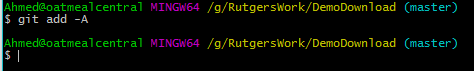 Ahmed@oatmealcentral MINGW64 /g/RutgersWork/DemoDownload (master)
$ git add -A
Ahmed@oatmealcentral MINGW64 /g/RutgersWork/DemoDownload (master)
$